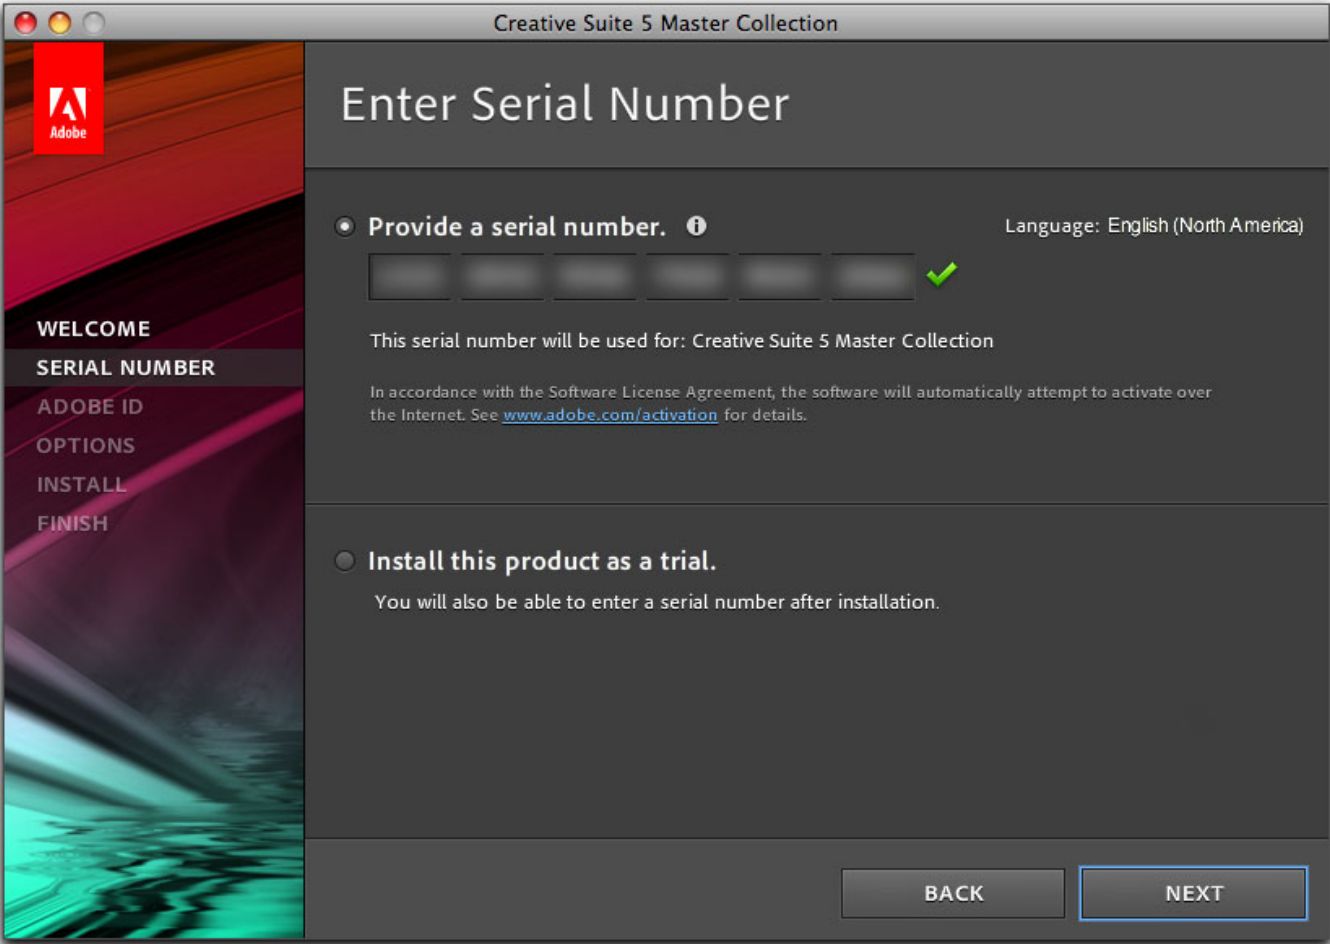 Creative Suite 5 Master Collection
Adobe
Enter Serial Number
Provide a serial number.
Language: English (North America)
This serial number will be used for: Creative Suite 5 Master Collection
In accordance with the Software License Agreement, the software will automatically attempt to activate over
the Internet. See www.adobe.com/activation for details.
WELCOME
SERIAL NUMBER
ADOBE ID
OPTIONS
INSTALL
FINISH
Install this product as a trial.
You will also be able to enter a serial number after installation.
BACK
NEXT